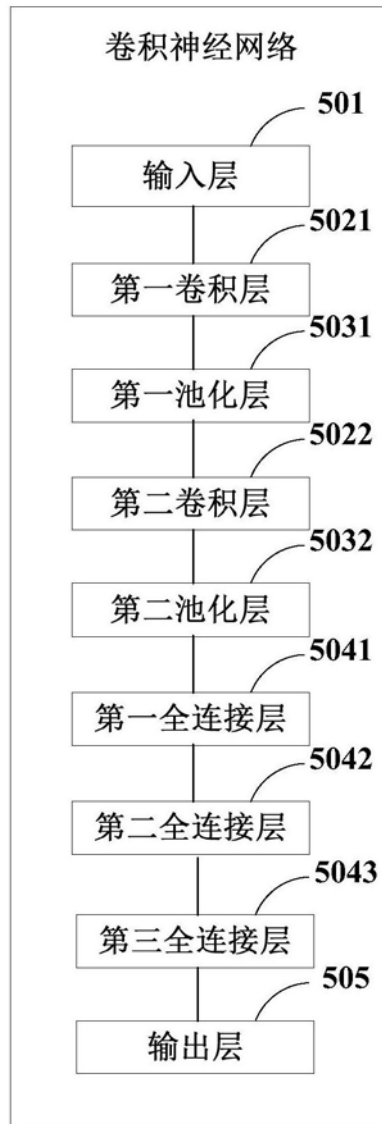 卷积神经网络
501
输入层
5021
第一卷积层
5031
第一池化层
5022
第二卷积层
5032
第二池化层
5041
第一全连接层
5042
第二全连接层
5043
第三全连接层
505
输出层